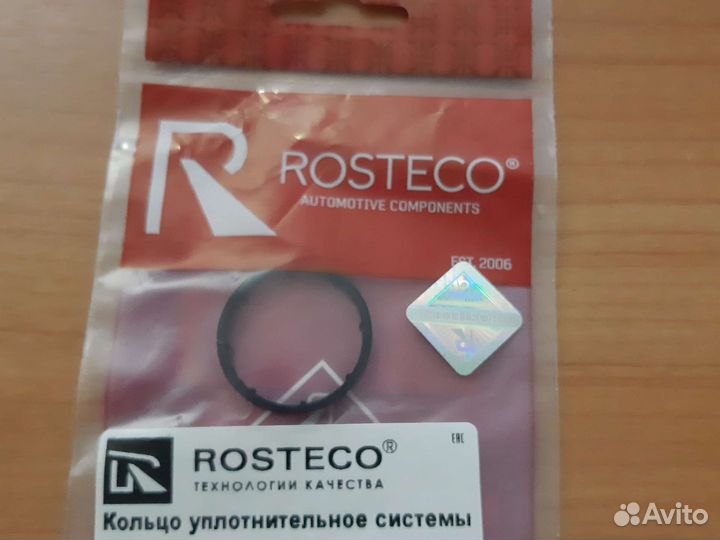 ROSTECO®
AUTOMOTIVE COMPONENTS
EST. 2006
EAC
ROSTECO®
ТЕХНОЛОГИИ КАЧЕСТВА
Кольцо уплотнительное системы
Avito